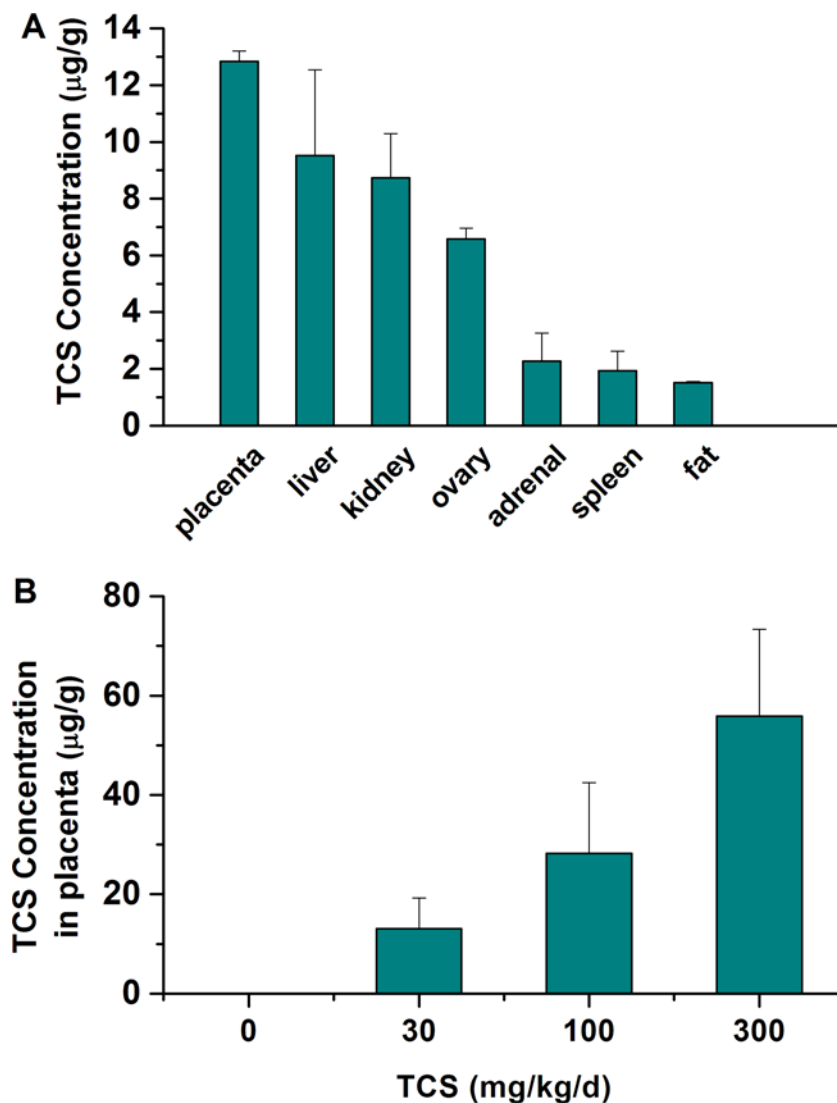 A
TCS Concentration (μg/g)
14
12
10
8
6
4
2
0
placenta
liver
kidney
ovary
adrenal
spleen
fat
B
TCS Concentration
in placenta (μg/g)
80
60
40
20
0
0
30
100
300
TCS (mg/kg/d)